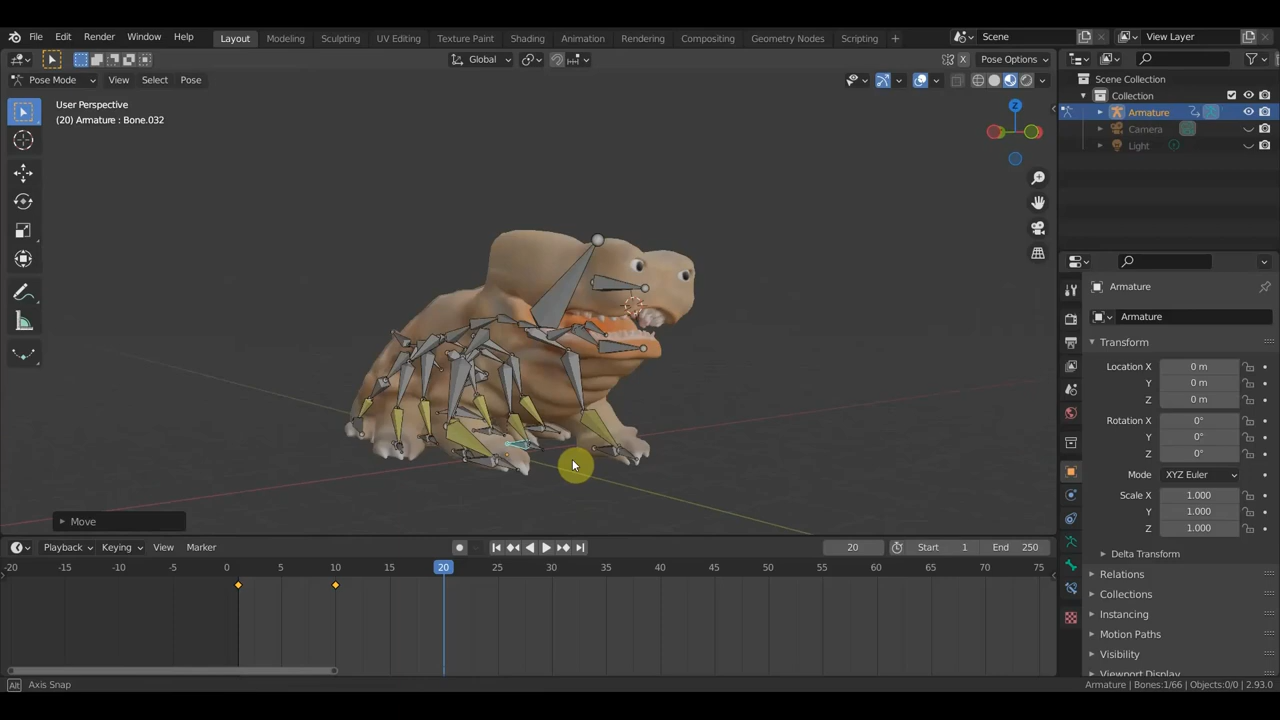 File Edit Render Window Help
Layout Modeling Sculpting UV Editing Texture Paint Shading Animation Rendering Compositing Geometry Nodes Scripting
Scene
View Layer
Global
Pose Options
Pose Mode View Select Pose
User Perspective
(20) Armature : Bone.032
Z
Scene Collection
Collection
Armature
Camera
Light
Armature
Armature
Transform
Location X 0 m
Y 0 m
Z 0 m
Rotation X 0°
Y 0°
Z 0°
Mode XYZ Euler
Scale X 1.000
Y 1.000
Z 1.000
Delta Transform
Relations
Collections
Instancing
Motion Paths
Visibility
Viewport Display
Move
Playback Keying View Marker
20 Start 1 End 250
-20 -15 -10 -5 0 5 10 15 20 25 30 35 40 45 50 55 60 65 70 75
Alt Axis Snap
Armature | Bones:1/66 | Objects:0/0 | 2.93.0